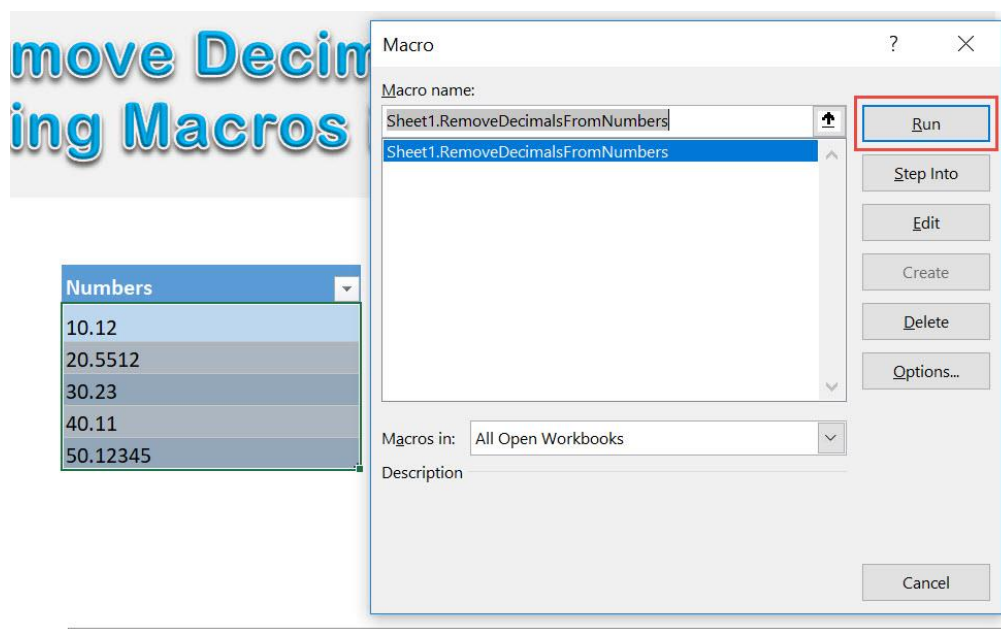 move Decim
ing Macros
Macro
?
Macro name:
Sheet1.RemoveDecimalsFromNumbers
Sheet1.RemoveDecimalsFromNumbers
Run
Step Into
Edit
Create
Delete
Options...
Numbers
10.12
20.5512
30.23
40.11
50.12345
Macros in: All Open Workbooks
Description
Cancel